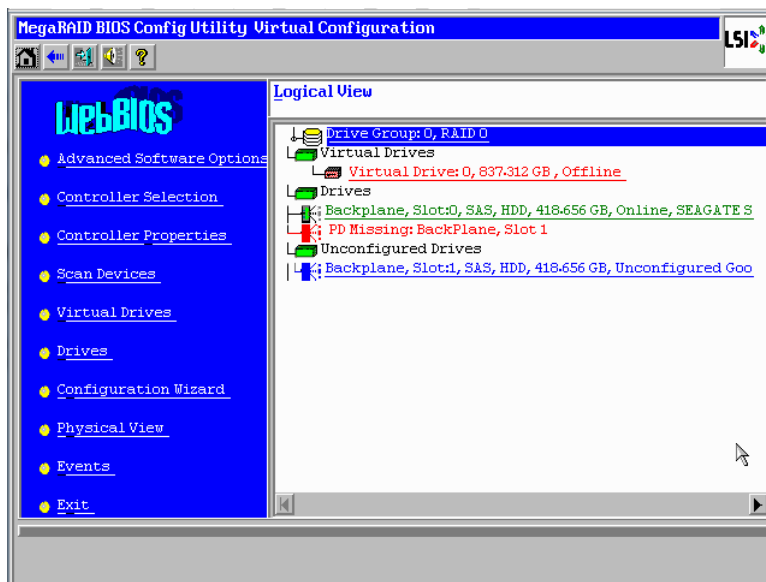 MegaRAID BIOS Config Utility Virtual Configuration
LSI
WebBIOS
Advanced Software Options
Controller Selection
Controller Properties
Scan Devices
Virtual Drives
Drives
Configuration Wizard
Physical View
Events
Exit
Logical View
Drive Group: 0, RAID 0
Virtual Drives
Virtual Drive: 0, 837.312 GB , Offline
Drives
Backplane, Slot:0, SAS, HDD, 418.656 GB, Online, SEAGATE S
PD Missing: BackPlane, Slot 1
Unconfigured Drives
Backplane, Slot:1, SAS, HDD, 418.656 GB, Unconfigured Goo